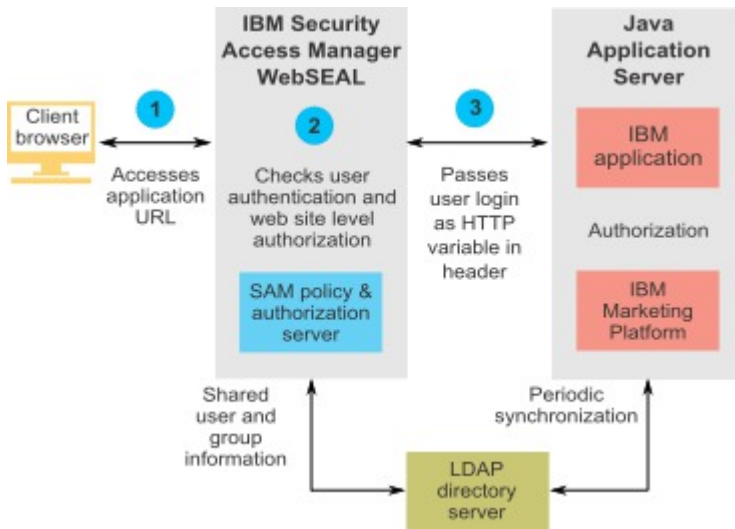 IBM Security
Access Manager
WebSEAL
Java
Application
Server
Client
browser
1
2
3
IBM
application
Accesses
application
URL
Checks user
authentication and
web site level
authorization
Passes
user login
as HTTP
variable in
header
Authorization
SAM policy &
authorization
server
IBM
Marketing
Platform
Shared
user and
group
information
Periodic
synchronization
LDAP
directory
server